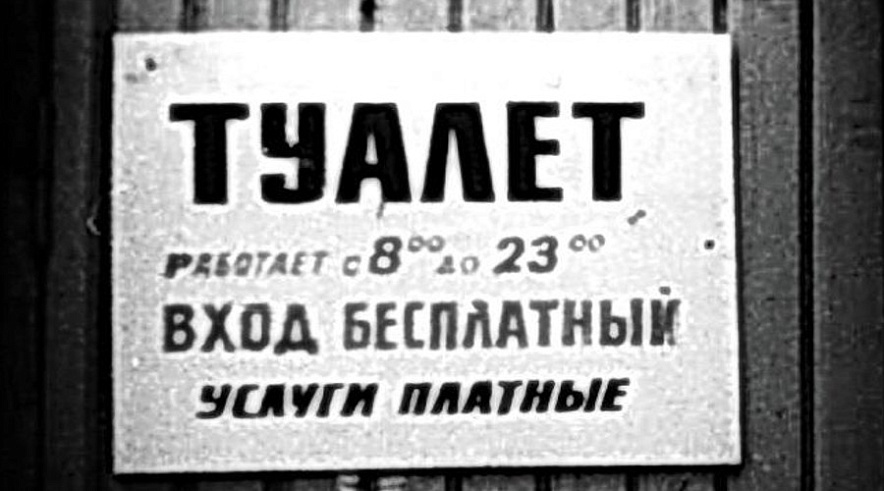 ТУАЛЕТ
РАБОТАЕТ С 8⁰⁰ ДО 23⁰⁰
ВХОД БЕСПЛАТНЫЙ
УСЛУГИ ПЛАТНЫЕ